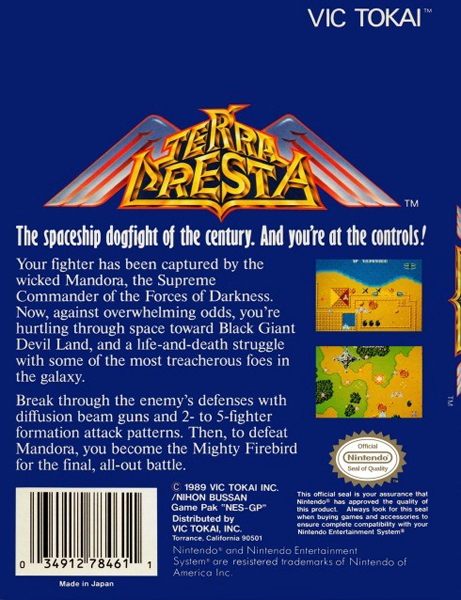 VIC TOKAI™
TERRA
CRESTA
TM
The spaceship dogfight of the century. And you're at the controls!
Your fighter has been captured by the
wicked Mandora, the Supreme
Commander of the Forces of Darkness.
Now, against overwhelming odds, you're
hurtling through space toward Black Giant
Devil Land, and a life-and-death struggle
with some of the most treacherous foes in
the galaxy.
Break through the enemy's defenses with
diffusion beam guns and 2- to 5-fighter
formation attack patterns. Then, to defeat
Mandora, you become the Mighty Firebird
for the final, all-out battle.
Official
Nintendo®
Seal of Quality
TM
TM
This official seal is your assurance that
Nintendo® has approved the quality of
this product. Always look for this seal
when buying games and accessories to
ensure complete compatibility with your
Nintendo Entertainment System®
© 1989 VIC TOKAI INC.
/NIHON BUSSAN
Game Pak "NES-GP"
Distributed by
VIC TOKAI, INC.
Torrance, California 90501
Nintendo® and Nintendo Entertainment
System® are registered trademarks of Nintendo of
America Inc.
0 34912 78461 1
Made in Japan